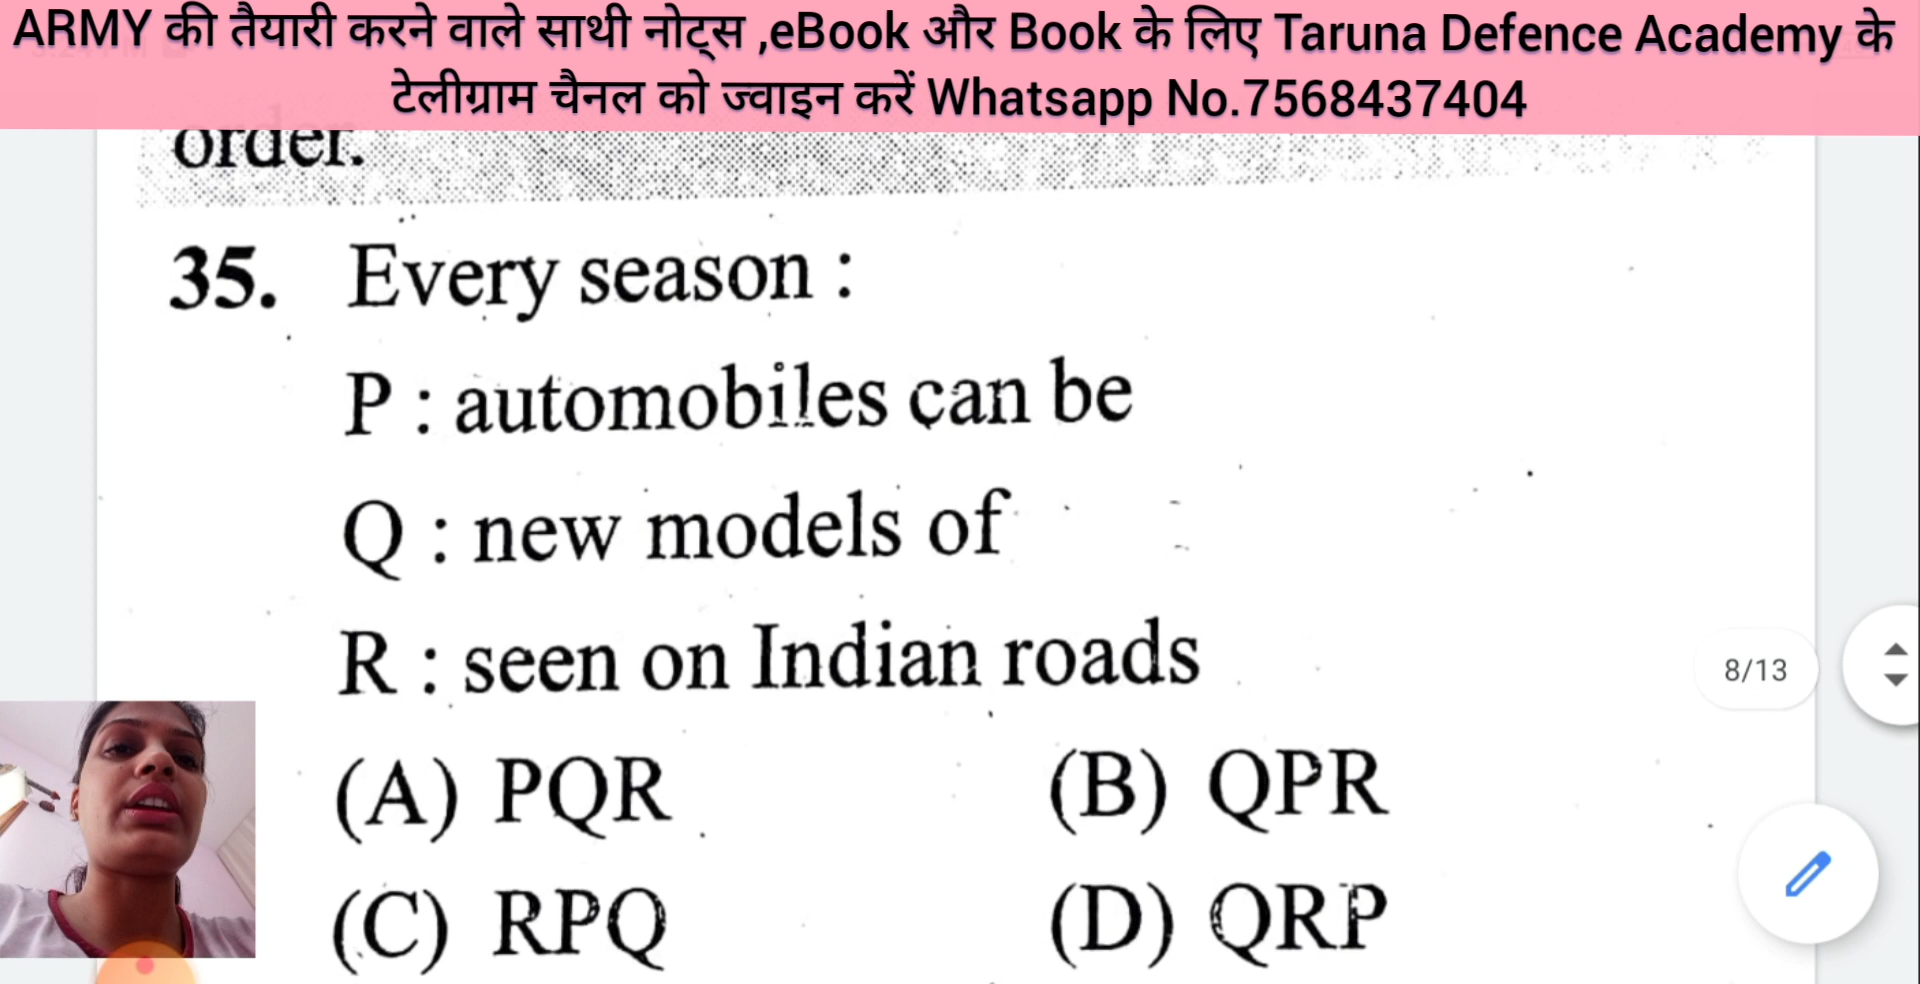 ARMY की तैयारी करने वाले साथी नोट्स ,eBook और Book के लिए Taruna Defence Academy के
टेलीग्राम चैनल को ज्वाइन करें Whatsapp No.7568437404
order.
35. Every season :
P : automobiles can be
Q : new models of
R : seen on Indian roads
8/13
(A) PQR (B) QPR
(C) RPQ (D) QRP